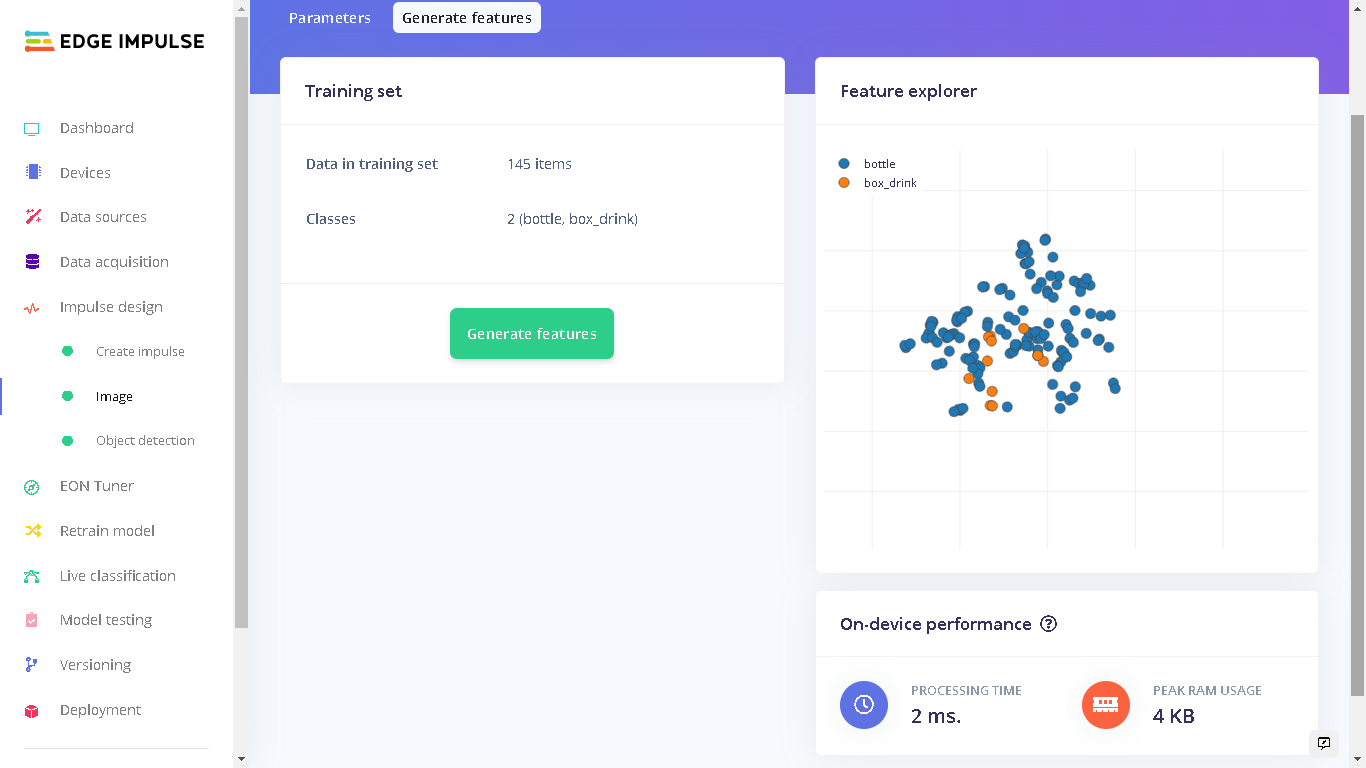 EDGE IMPULSE
Dashboard
Devices
Data sources
Data acquisition
Impulse design
Create impulse
Image
Object detection
EON Tuner
Retrain model
Live classification
Model testing
Versioning
Deployment
Parameters
Generate features
Training set
Data in training set 145 items
Classes 2 (bottle, box_drink)
Generate features
Feature explorer
bottle
box_drink
On-device performance ?
PROCESSING TIME
2 ms.
PEAK RAM USAGE
4 KB